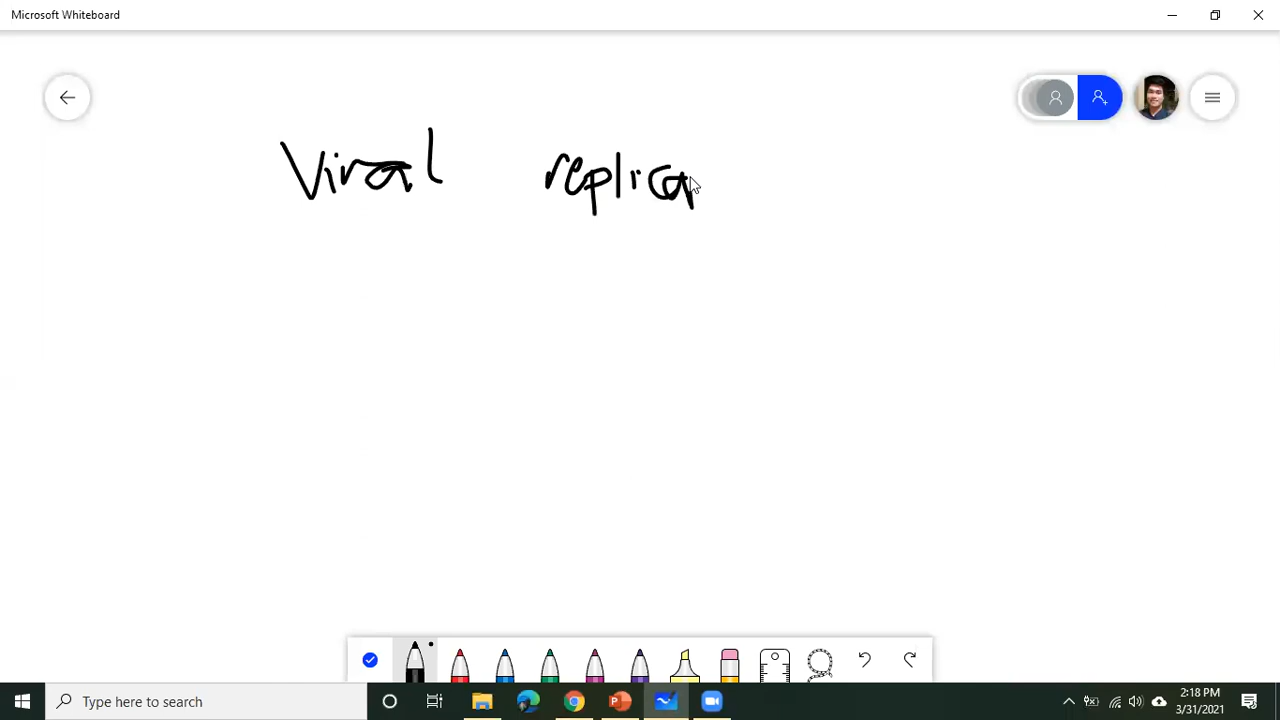 Microsoft Whiteboard
Viral replica
Type here to search
2:18 PM
3/31/2021